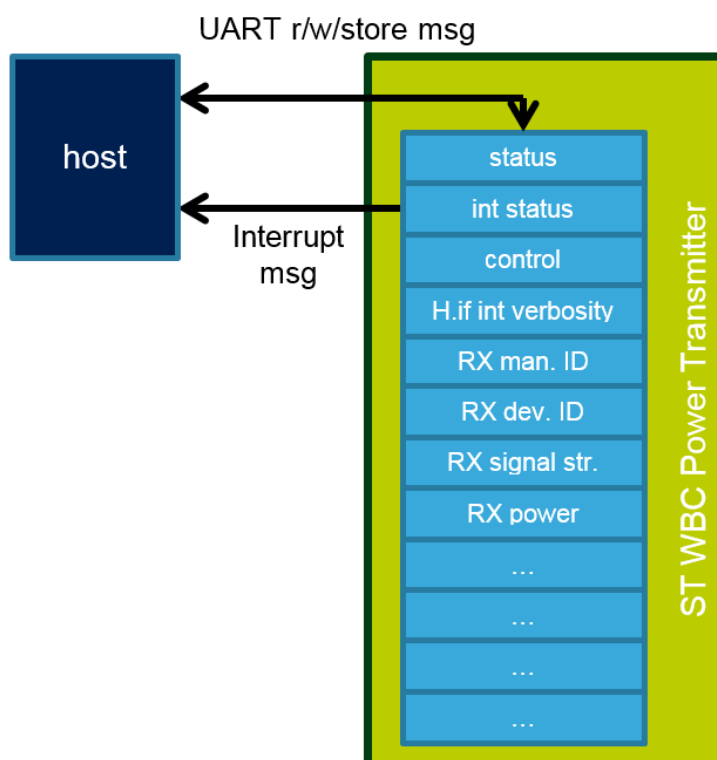 UART r/w/store msg
host
Interrupt
msg
status
int status
control
H.if int verbosity
RX man. ID
RX dev. ID
RX signal str.
RX power
...
...
...
...
ST WBC Power Transmitter